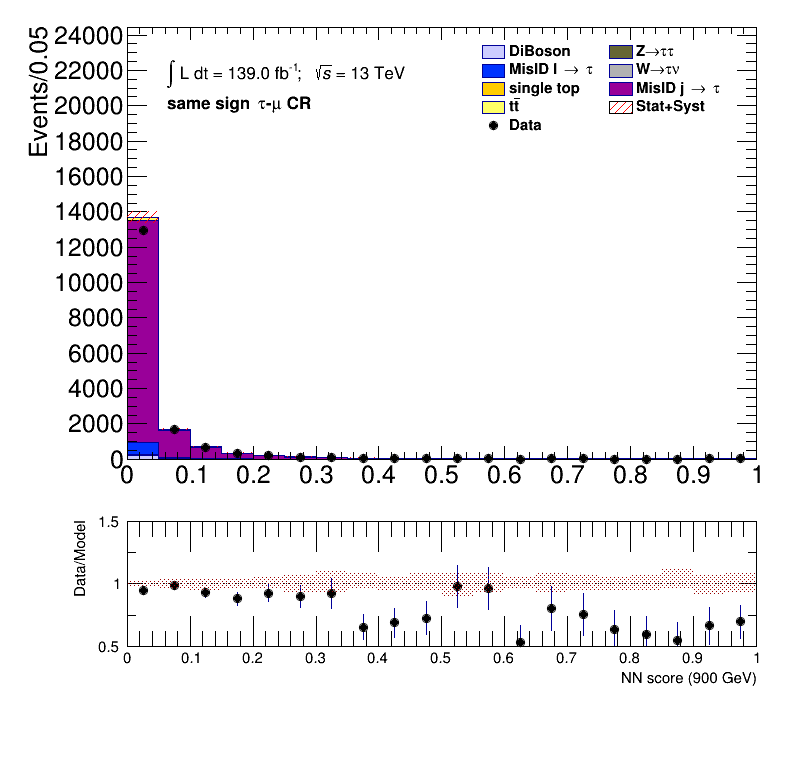 Events/0.05
24000
22000
20000
18000
16000
14000
12000
10000
8000
6000
4000
2000
0
∫ L dt = 139.0 fb⁻¹; √s = 13 TeV
same sign τ-μ CR
DiBoson
MisID l → τ
single top
tt̄
Data
Z→ττ
W→τν
MisID j → τ
Stat+Syst
0 0.1 0.2 0.3 0.4 0.5 0.6 0.7 0.8 0.9 1
Data/Model
1.5
1
0.5
0 0.1 0.2 0.3 0.4 0.5 0.6 0.7 0.8 0.9 1
NN score (900 GeV)